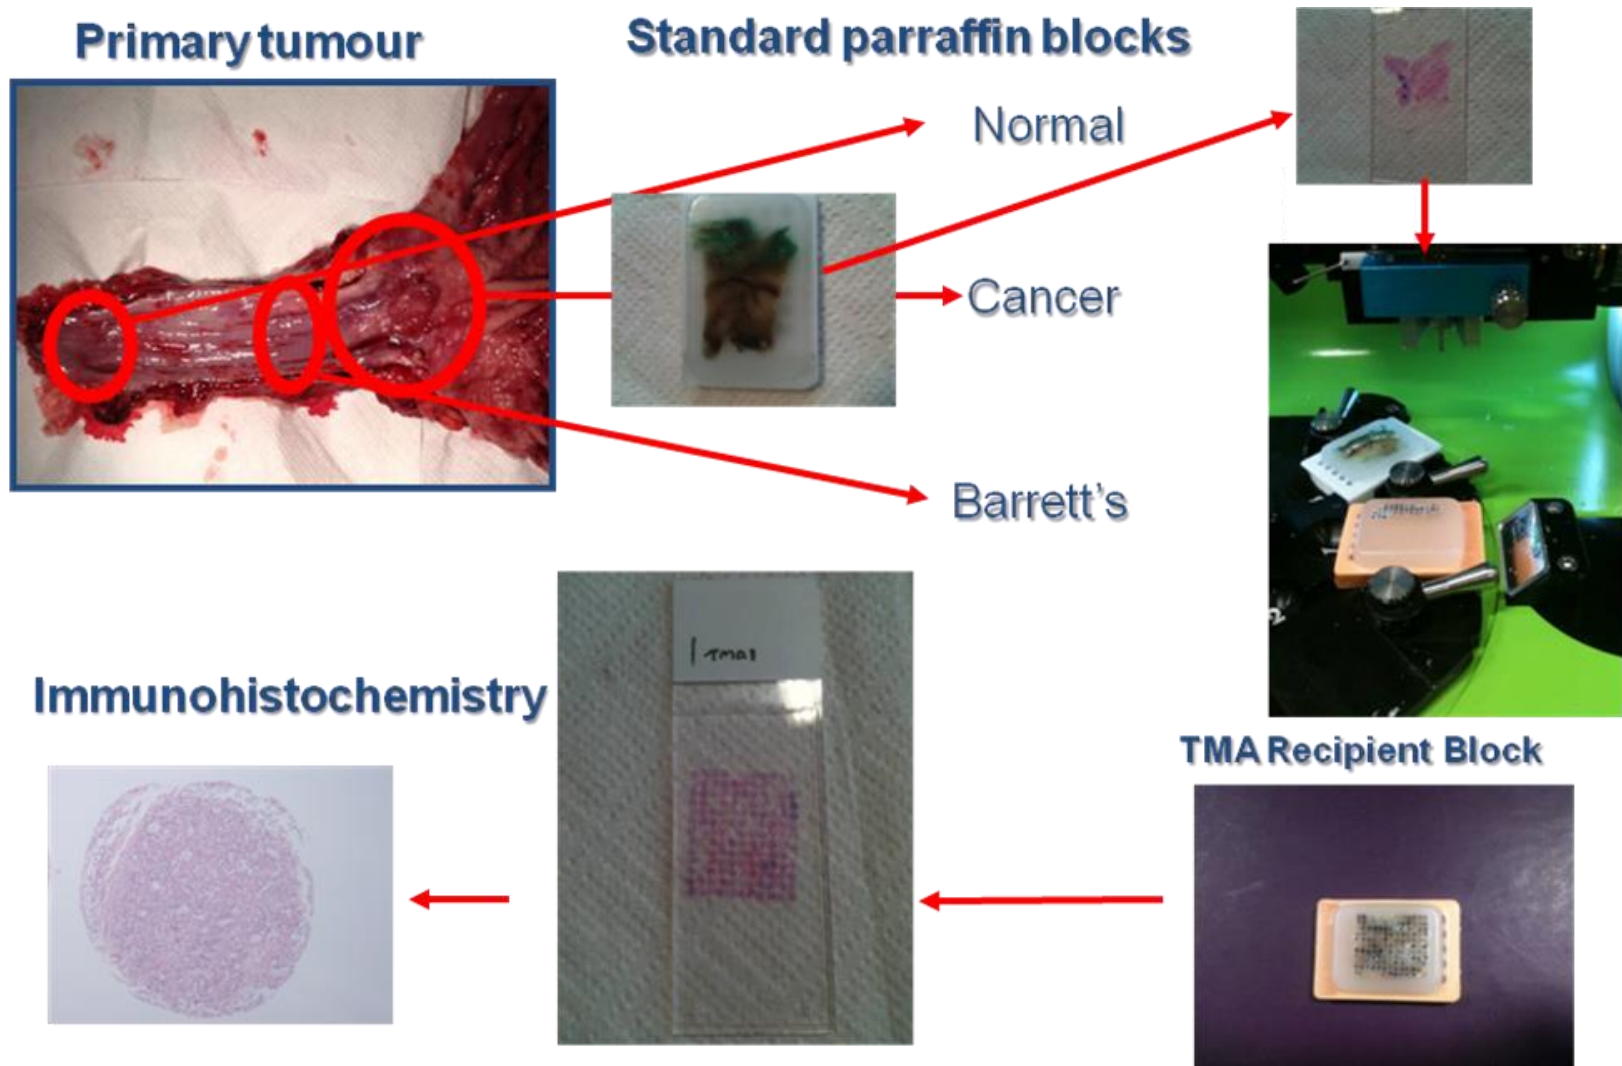 Primary tumour
Standard parraffin blocks
Normal
Cancer
Barrett's
Immunohistochemistry
TMA Recipient Block